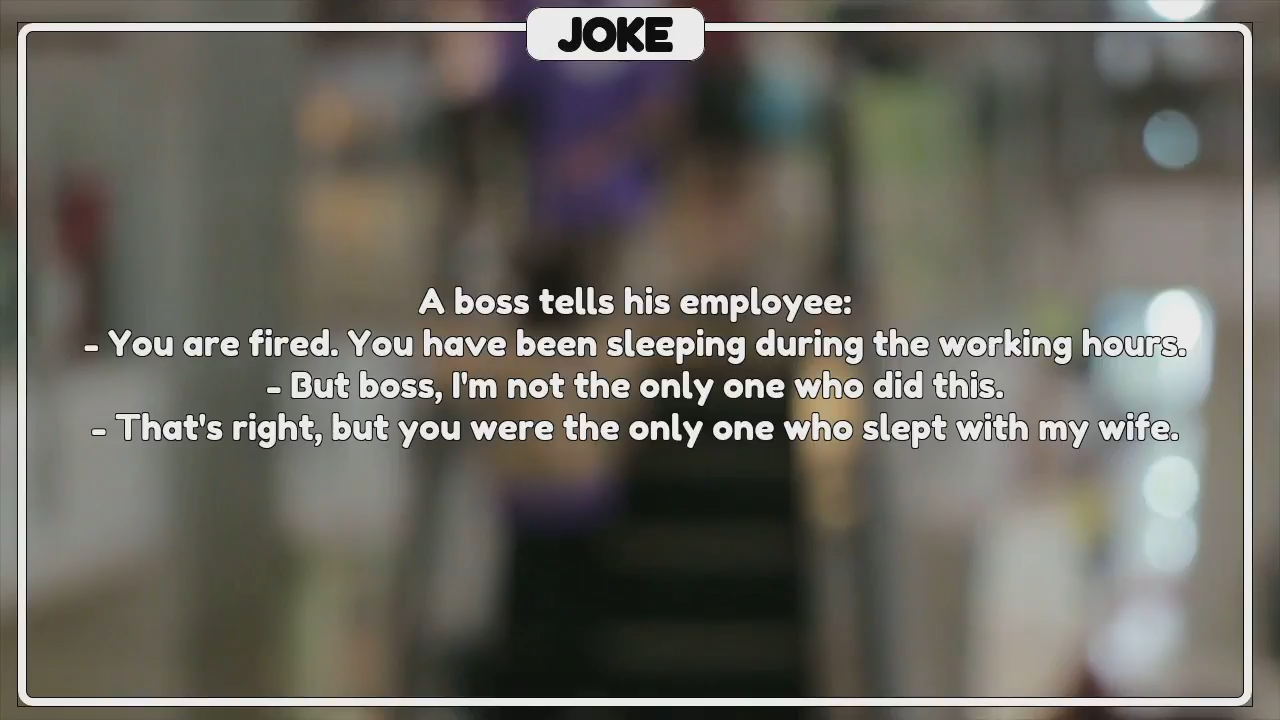 JOKE
A boss tells his employee:
- You are fired. You have been sleeping during the working hours.
- But boss, I'm not the only one who did this.
- That's right, but you were the only one who slept with my wife.